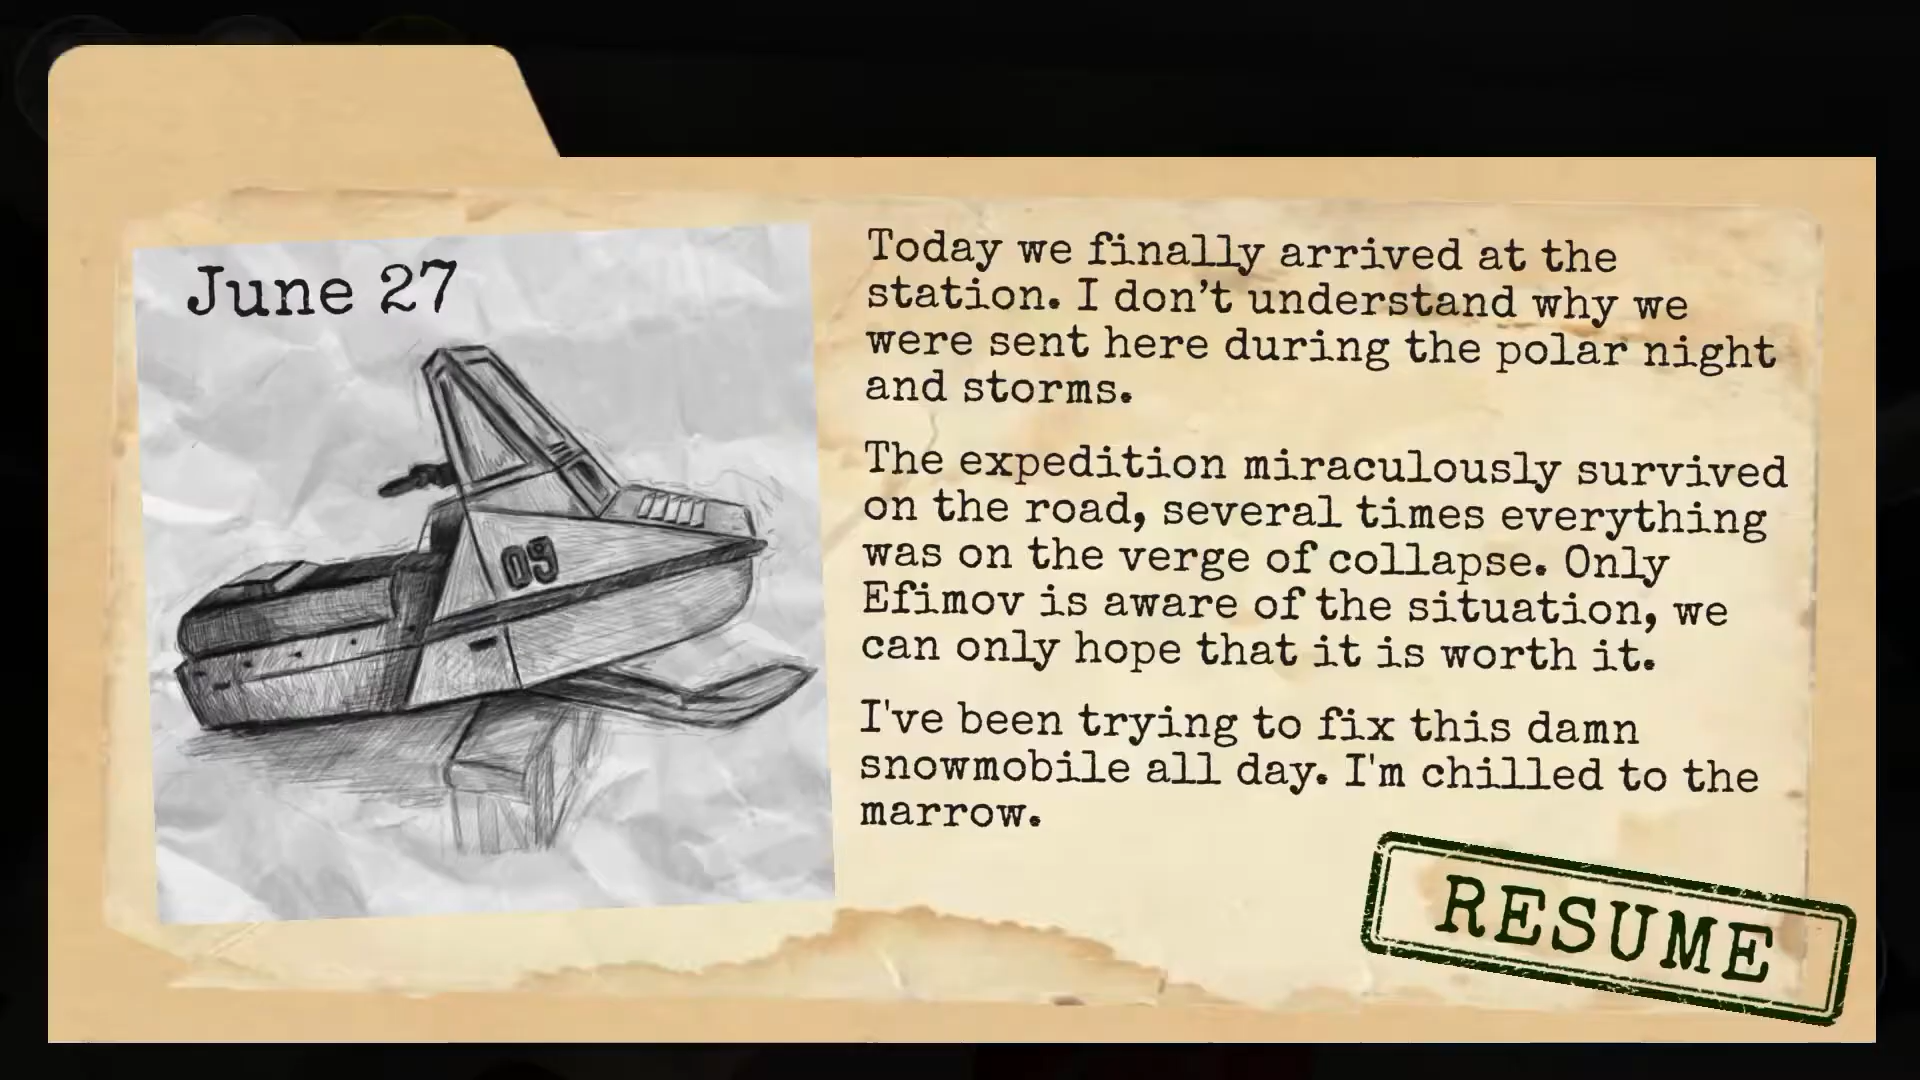 June 27
09
Today we finally arrived at the
station. I don't understand why we
were sent here during the polar night
and storms.
The expedition miraculously survived
on the road, several times everything
was on the verge of collapse. Only
Efimov is aware of the situation, we
can only hope that it is worth it.
I've been trying to fix this damn
snowmobile all day. I'm chilled to the
marrow.
RESUME